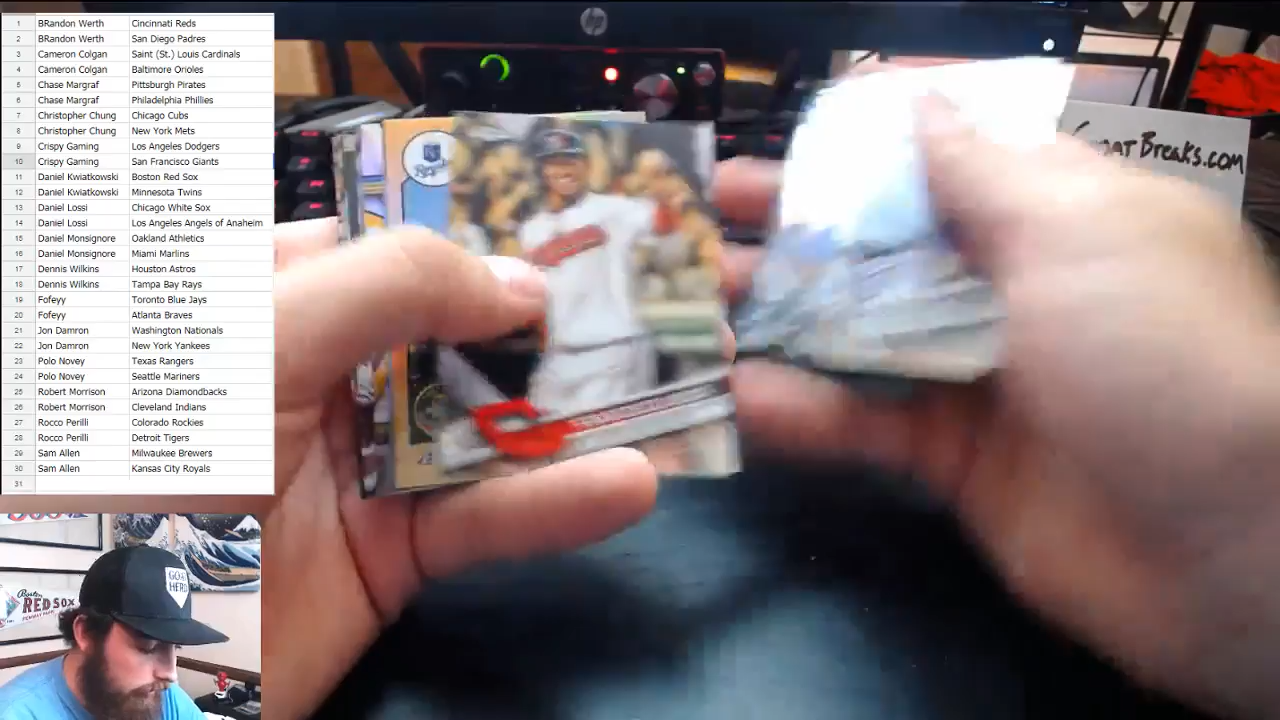 1 BRandon Werth Cincinnati Reds
2 BRandon Werth San Diego Padres
3 Cameron Colgan Saint (St.) Louis Cardinals
4 Cameron Colgan Baltimore Orioles
5 Chase Margraf Pittsburgh Pirates
6 Chase Margraf Philadelphia Phillies
7 Christopher Chung Chicago Cubs
8 Christopher Chung New York Mets
9 Crispy Gaming Los Angeles Dodgers
10 Crispy Gaming San Francisco Giants
11 Daniel Kwiatkowski Boston Red Sox
12 Daniel Kwiatkowski Minnesota Twins
13 Daniel Lossi Chicago White Sox
14 Daniel Lossi Los Angeles Angels of Anaheim
15 Daniel Monsignore Oakland Athletics
16 Daniel Monsignore Miami Marlins
17 Dennis Wilkins Houston Astros
18 Dennis Wilkins Tampa Bay Rays
19 Fofeyy Toronto Blue Jays
20 Fofeyy Atlanta Braves
21 Jon Damron Washington Nationals
22 Jon Damron New York Yankees
23 Polo Novey Texas Rangers
24 Polo Novey Seattle Mariners
25 Robert Morrison Arizona Diamondbacks
26 Robert Morrison Cleveland Indians
27 Rocco Perilli Colorado Rockies
28 Rocco Perilli Detroit Tigers
29 Sam Allen Milwaukee Brewers
30 Sam Allen Kansas City Royals
31
hp
Breaks.com
Boston
RED SOX